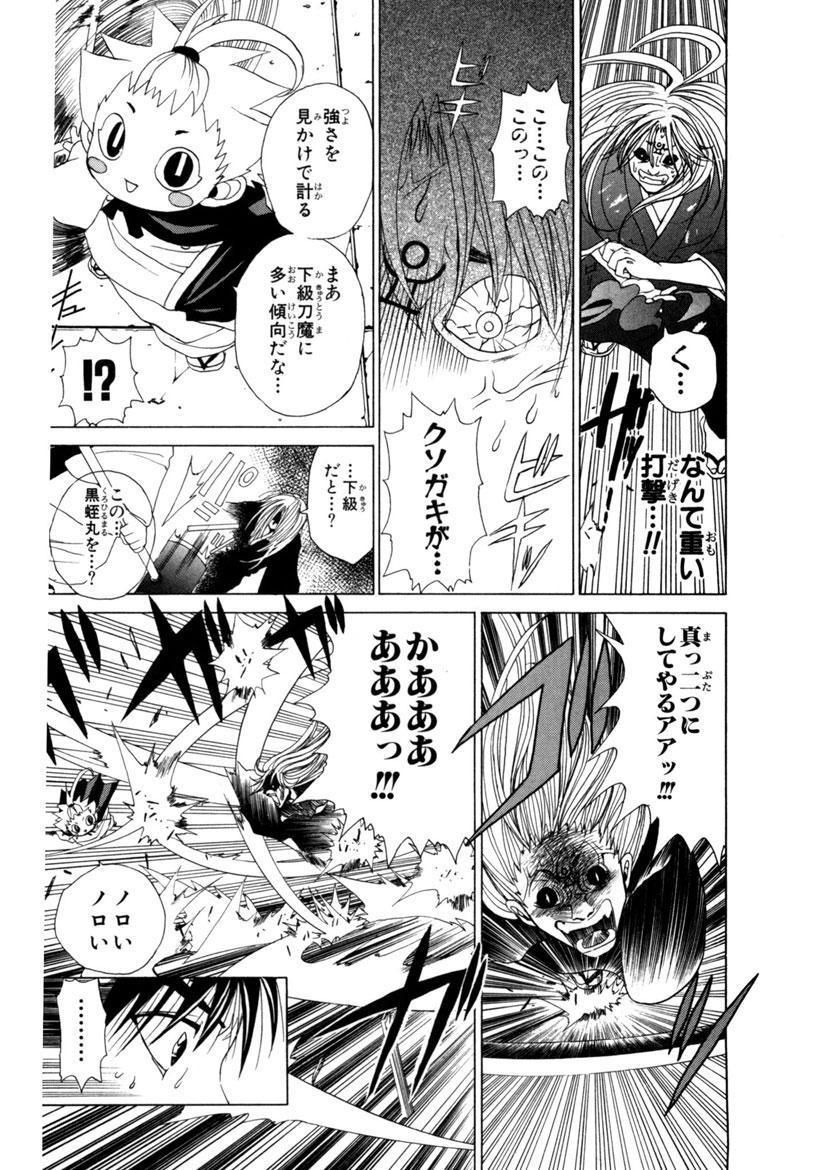 く…
なんて重い
打撃…!!
こ…この…
このっ…
ビキ
クソガキが…
強さを
見かけで計る
まあ
下級刀魔に
多い傾向だな…
!?
…下級
だと…?
この…
黒蛭丸を…?
真っ二つに
してやるアアッ!!!
かああああ
あああっ!!!
ノロい
ノロい
………